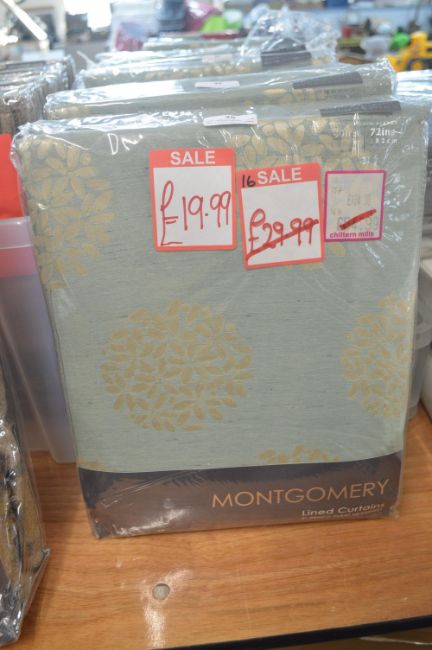 72ins
SALE
£19.99
16
SALE
£29.99
chiltern mills
MONTGOMERY
Lined Curtains